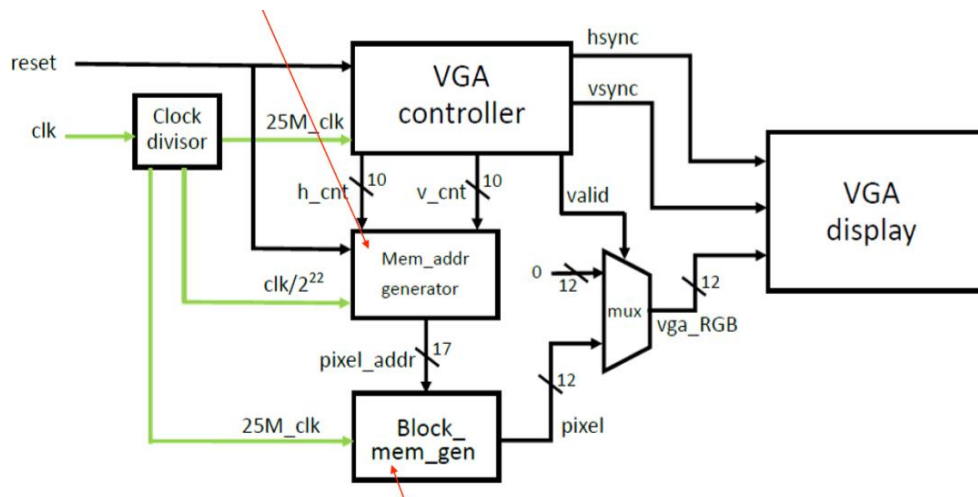 hsync
reset
VGA
controller
vsync
clk
Clock
divisor
25M_clk
VGA
display
h_cnt
10
v_cnt
10
valid
Mem_addr
generator
0
12
12
clk/2²²
mux
vga_RGB
pixel_addr
17
12
25M_clk
Block_
mem_gen
pixel